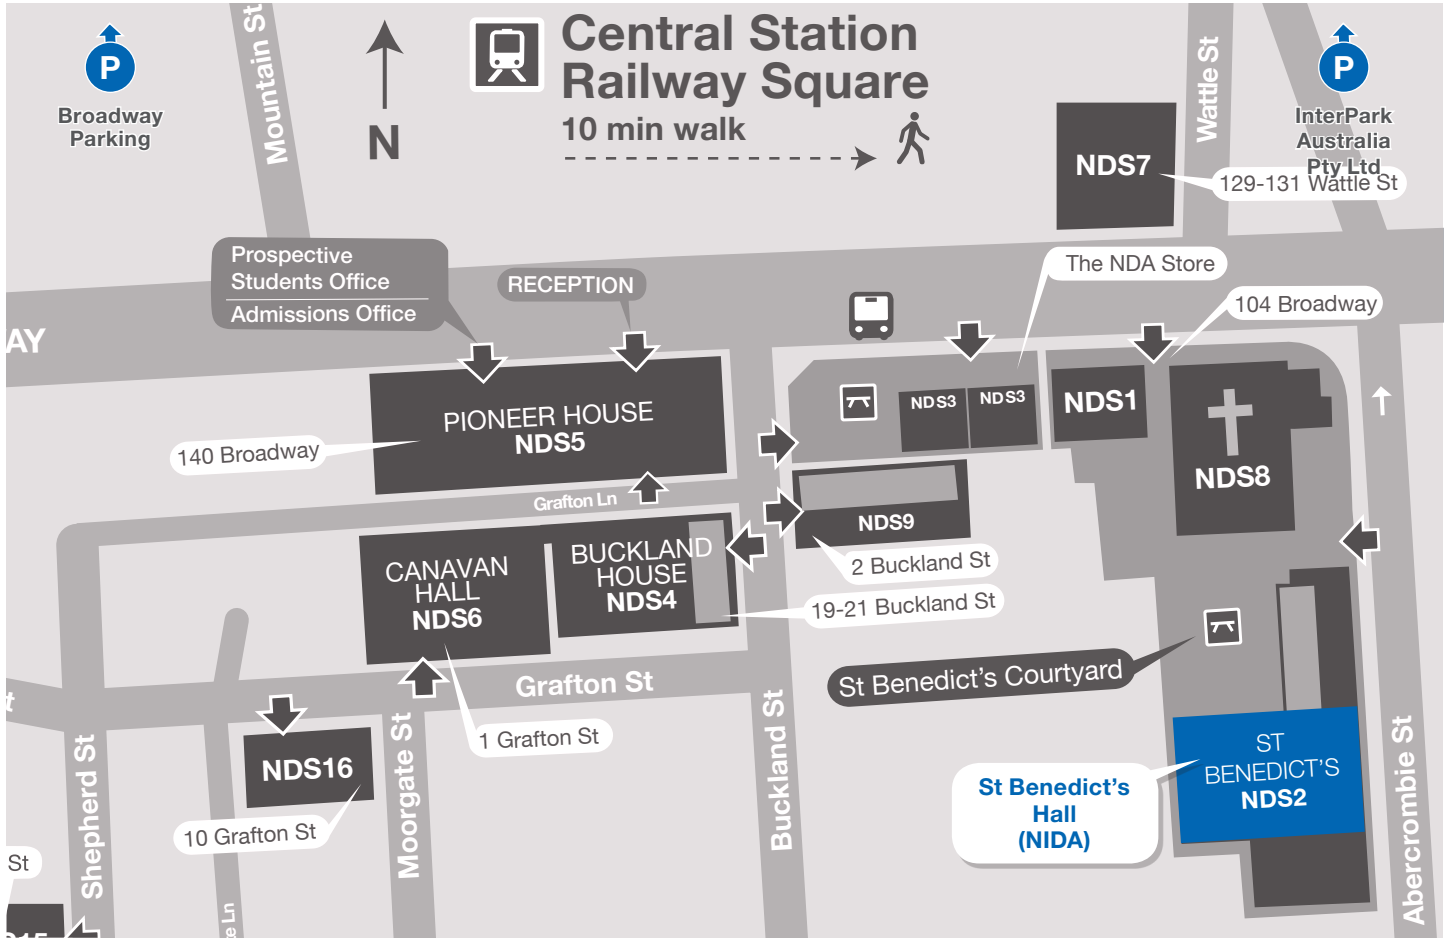 P
Broadway
Parking
Mountain St
N
Central Station
Railway Square
10 min walk
Wattle St
P
InterPark
Australia
Pty Ltd
NDS7
129-131 Wattle St
Prospective
Students Office
Admissions Office
RECEPTION
The NDA Store
104 Broadway
AY
PIONEER HOUSE
NDS5
140 Broadway
NDS3
NDS3
NDS1
NDS8
Grafton Ln
NDS9
2 Buckland St
CANAVAN
HALL
NDS6
BUCKLAND
HOUSE
NDS4
19-21 Buckland St
St Benedict's Courtyard
Grafton St
1 Grafton St
NDS16
10 Grafton St
Shepherd St
Moorgate St
Buckland St
St Benedict's
Hall
(NIDA)
ST
BENEDICT'S
NDS2
Abercrombie St
St
Ln